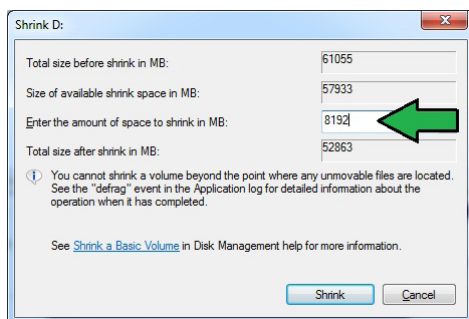 Shrink D:
Total size before shrink in MB: 61055
Size of available shrink space in MB: 57933
Enter the amount of space to shrink in MB: 8192
Total size after shrink in MB: 52863
You cannot shrink a volume beyond the point where any unmovable files are located.
See the "defrag" event in the Application log for detailed information about the
operation when it has completed.
See Shrink a Basic Volume in Disk Management help for more information.
Shrink Cancel